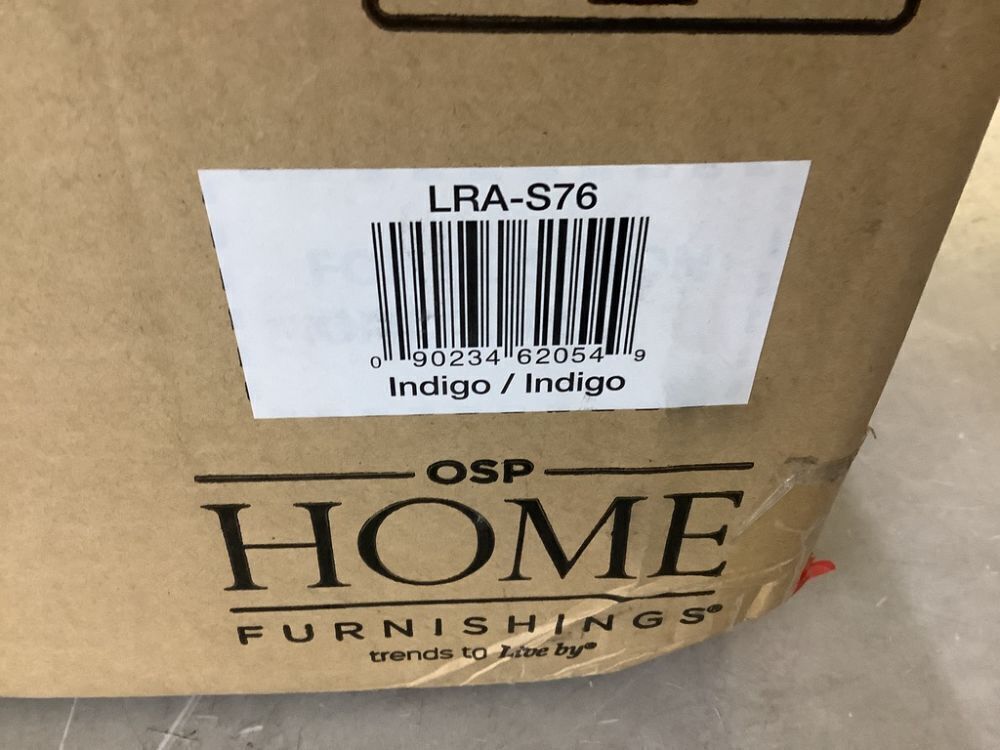 LRA-S76
0 90234 62054 9
Indigo / Indigo
OSP
HOME
FURNISHINGS®
trends to Live by®